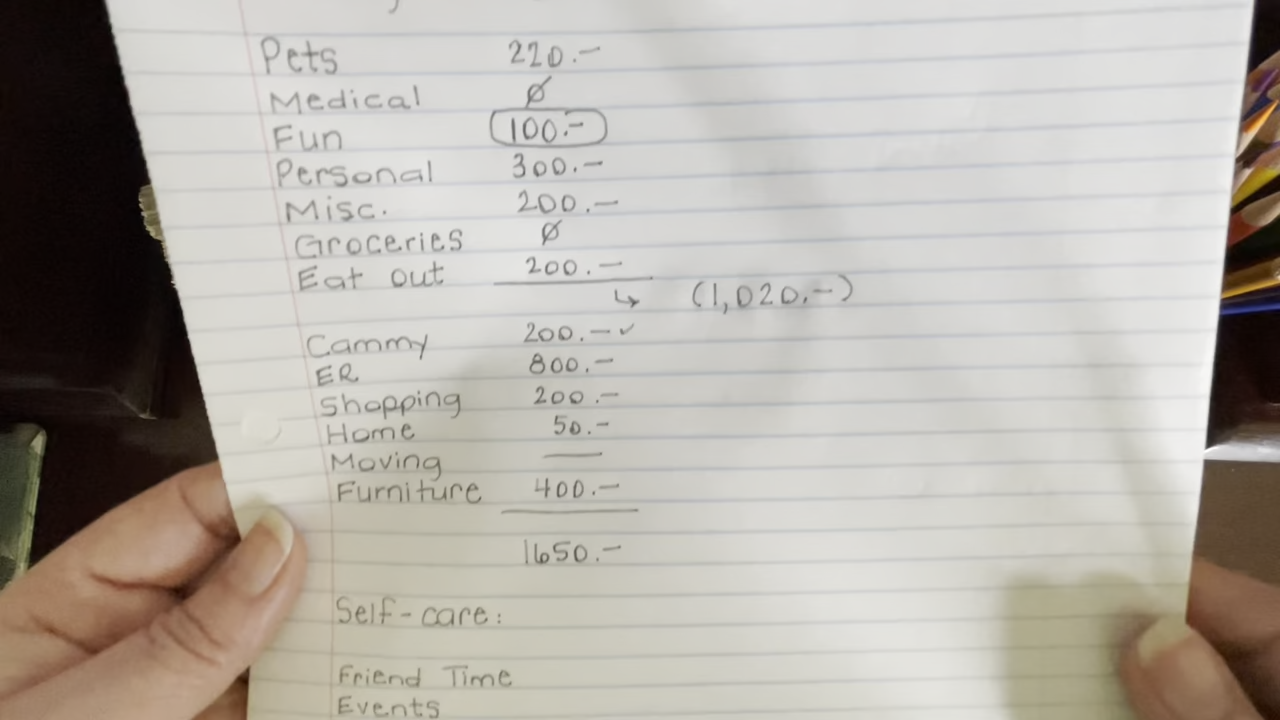 Pets 220.-
Medical Ø
Fun 100.-
Personal 300.-
Misc. 200.-
Groceries Ø
Eat out 200.-
↳ (1,020.-)
Cammy 200.- ✓
ER 800.-
Shopping 200.-
Home 50.-
Moving —
Furniture 400.-
1650.-
Self-care:
Friend Time
Events